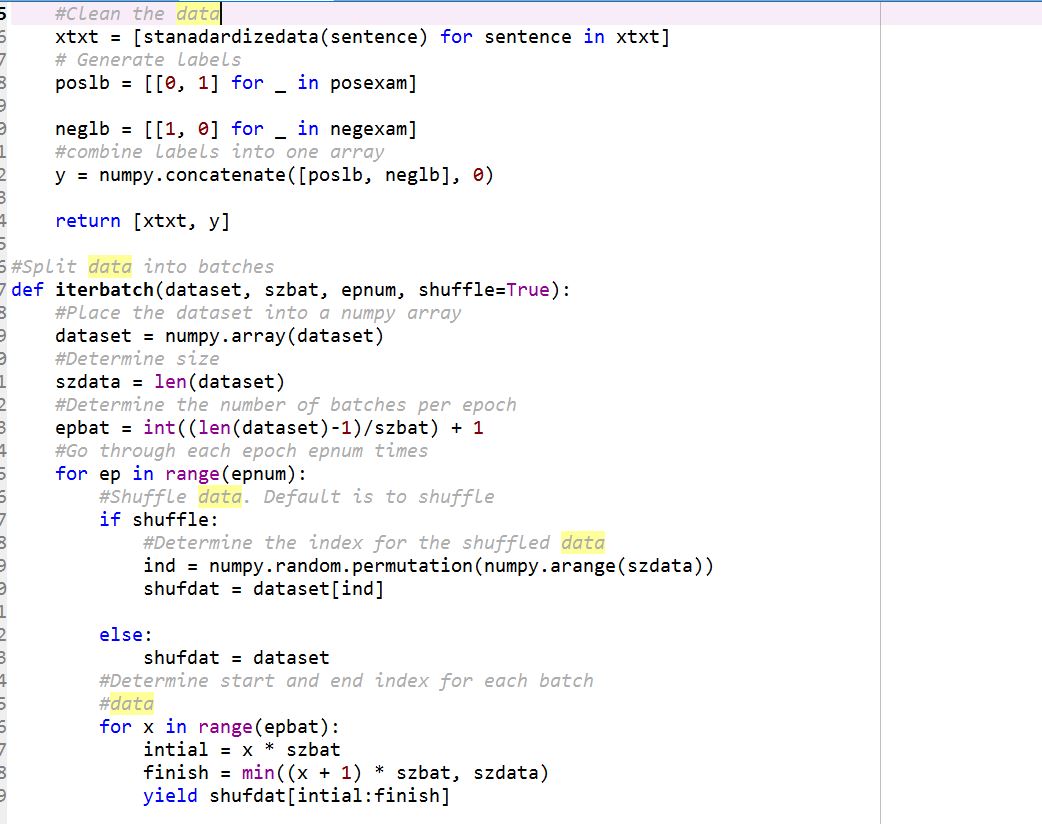 #Clean the data
xtxt = [stanadardizedata(sentence) for sentence in xtxt]
# Generate labels
poslb = [[0, 1] for _ in posexam]
neglb = [[1, 0] for _ in negexam]
#combine labels into one array
y = numpy.concatenate([poslb, neglb], 0)
return [xtxt, y]
#Split data into batches
def iterbatch(dataset, szbat, epnum, shuffle=True):
#Place the dataset into a numpy array
dataset = numpy.array(dataset)
#Determine size
szdata = len(dataset)
#Determine the number of batches per epoch
epbat = int((len(dataset)-1)/szbat) + 1
#Go through each epoch epnum times
for ep in range(epnum):
#Shuffle data. Default is to shuffle
if shuffle:
#Determine the index for the shuffled data
ind = numpy.random.permutation(numpy.arange(szdata))
shufdat = dataset[ind]
else:
shufdat = dataset
#Determine start and end index for each batch
#data
for x in range(epbat):
intial = x * szbat
finish = min((x + 1) * szbat, szdata)
yield shufdat[intial:finish]